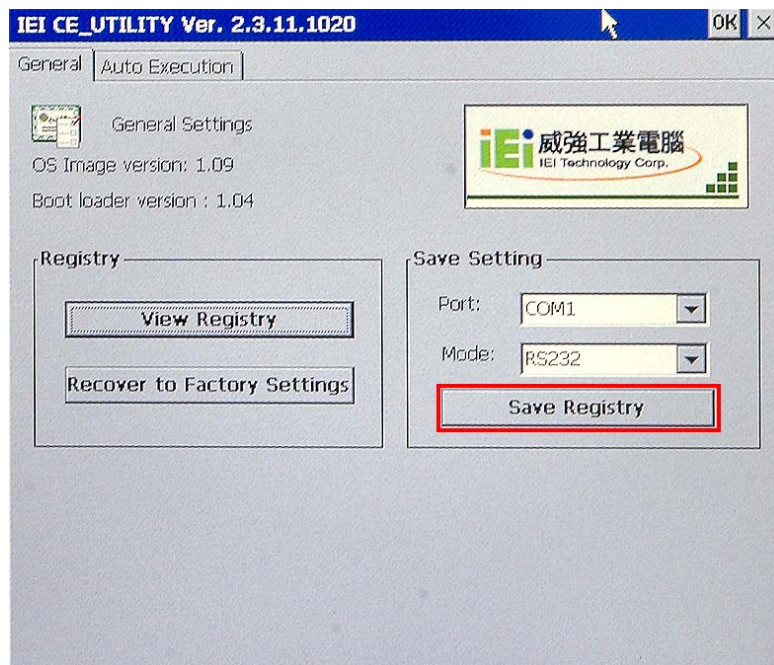 IEI CE_UTILITY Ver. 2.3.11.1020 OK ×
General Auto Execution
General Settings
OS Image version: 1.09
Boot loader version : 1.04
iEi 威強工業電腦
IEI Technology Corp.
Registry
View Registry
Recover to Factory Settings
Save Setting
Port: COM1
Mode: RS232
Save Registry